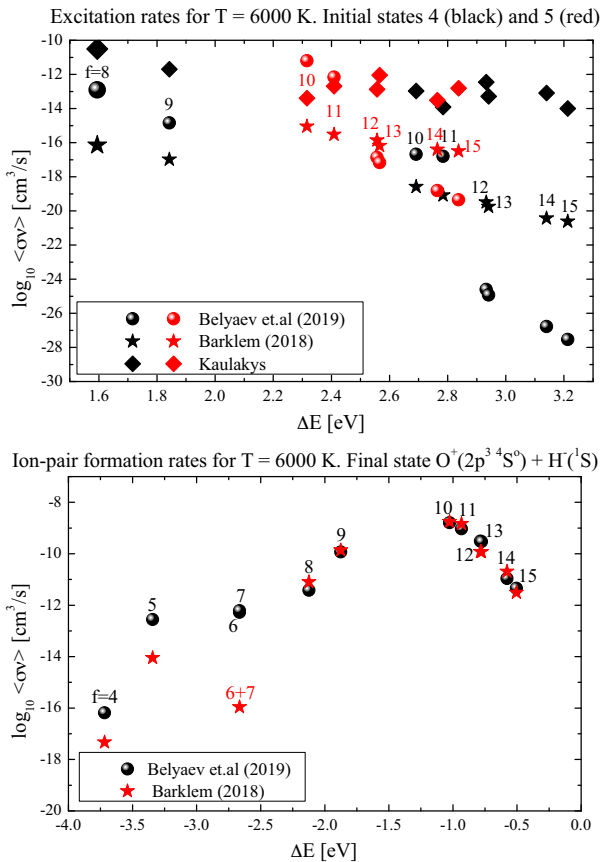 Excitation rates for T = 6000 K. Initial states 4 (black) and 5 (red)
-10
-12
-14
-16
-18
-20
-22
-24
-26
-28
-30
log₁₀ <σν> [cm³/s]
f=8
9
10
11
12
13
14
15
10
11
12
13
14
15
Belyaev et.al (2019)
Barklem (2018)
Kaulakys
1.6 1.8 2.0 2.2 2.4 2.6 2.8 3.0 3.2
ΔE [eV]
Ion-pair formation rates for T = 6000 K. Final state O⁺(2p³ ⁴S°) + H⁻(¹S)
-8
-10
-12
-14
-16
-18
-20
log₁₀ <σν> [cm³/s]
f=4
5
7
6
6+7
8
9
10
11
13
12
14
15
Belyaev et.al (2019)
Barklem (2018)
-4.0 -3.5 -3.0 -2.5 -2.0 -1.5 -1.0 -0.5 0.0
ΔE [eV]